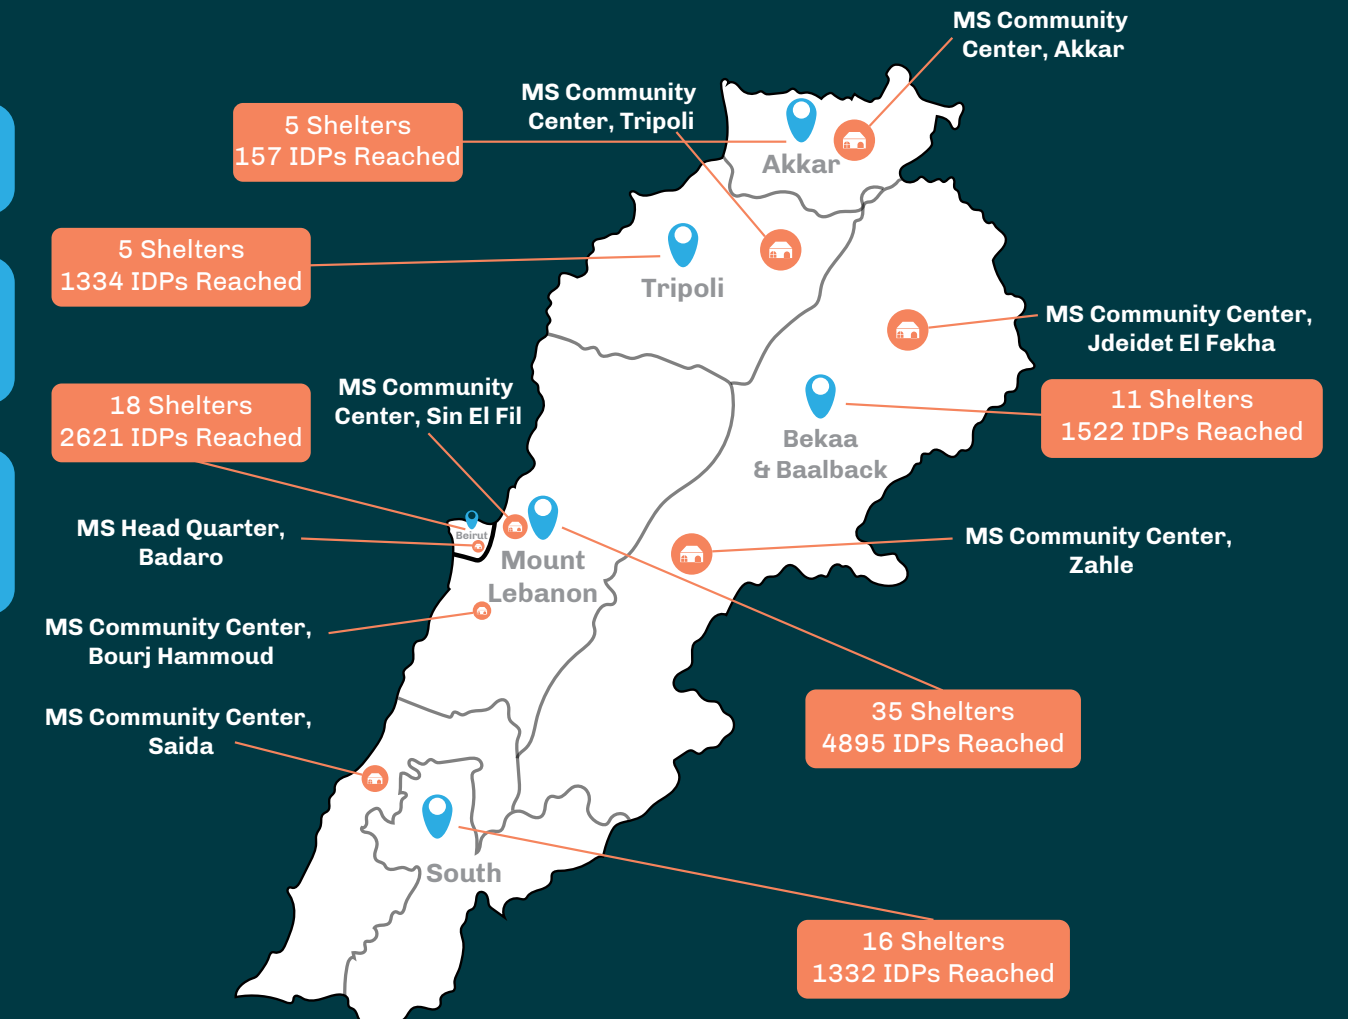 MS Community
Center, Akkar
MS Community
Center, Tripoli
5 Shelters
157 IDPs Reached
Akkar
5 Shelters
1334 IDPs Reached
Tripoli
MS Community Center,
Jdeidet El Fekha
18 Shelters
2621 IDPs Reached
MS Community
Center, Sin El Fil
11 Shelters
1522 IDPs Reached
Bekaa
& Baalback
MS Head Quarter,
Badaro
Beirut
Mount
Lebanon
MS Community Center,
Zahle
MS Community Center,
Bourj Hammoud
MS Community Center,
Saida
35 Shelters
4895 IDPs Reached
South
16 Shelters
1332 IDPs Reached